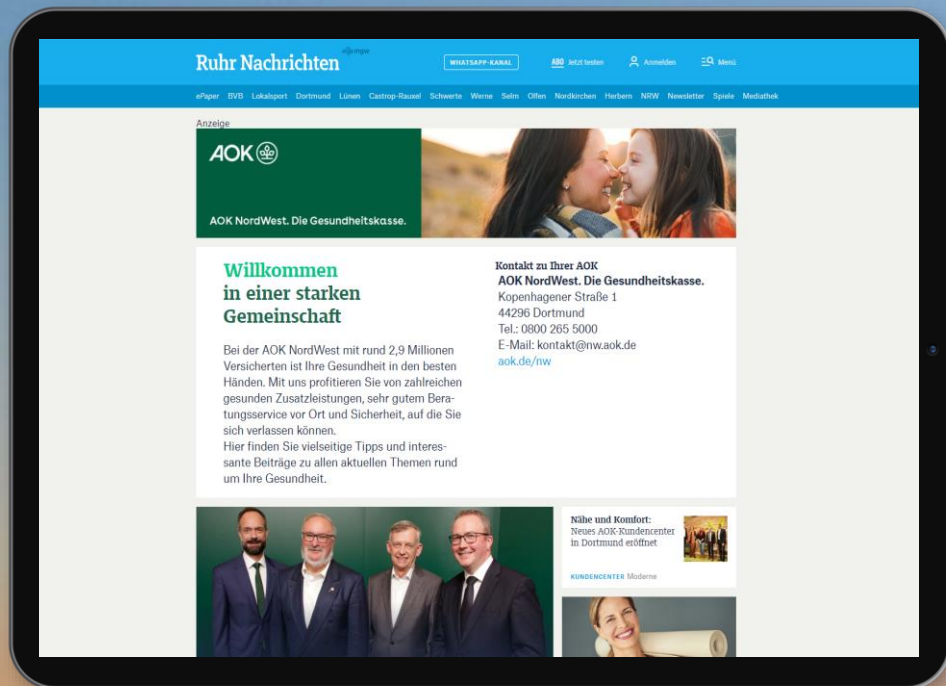 Ruhr Nachrichten
WHATSAPP-KANAL
ABO Jetzt testen
Anmelden
Menü
ePaper BVB Lokalsport Dortmund Lünen Castrop-Rauxel Schwerte Werne Selm Olfen Nordkirchen Herbern NRW Newsletter Spiele Mediathek
Anzeige
AOK
AOK NordWest. Die Gesundheitskasse.
Willkommen
in einer starken
Gemeinschaft
Bei der AOK NordWest mit rund 2,9 Millionen
Versicherten ist Ihre Gesundheit in den besten
Händen. Mit uns profitieren Sie von zahlreichen
gesunden Zusatzleistungen, sehr gutem Bera-
tungsservice vor Ort und Sicherheit, auf die Sie
sich verlassen können.
Hier finden Sie vielseitige Tipps und interes-
sante Beiträge zu allen aktuellen Themen rund
um Ihre Gesundheit.
Kontakt zu Ihrer AOK
AOK NordWest. Die Gesundheitskasse.
Kopenhagener Straße 1
44296 Dortmund
Tel.: 0800 265 5000
E-Mail: kontakt@nw.aok.de
aok.de/nw
Nähe und Komfort:
Neues AOK-Kundencenter
in Dortmund eröffnet
KUNDENCENTER Moderne